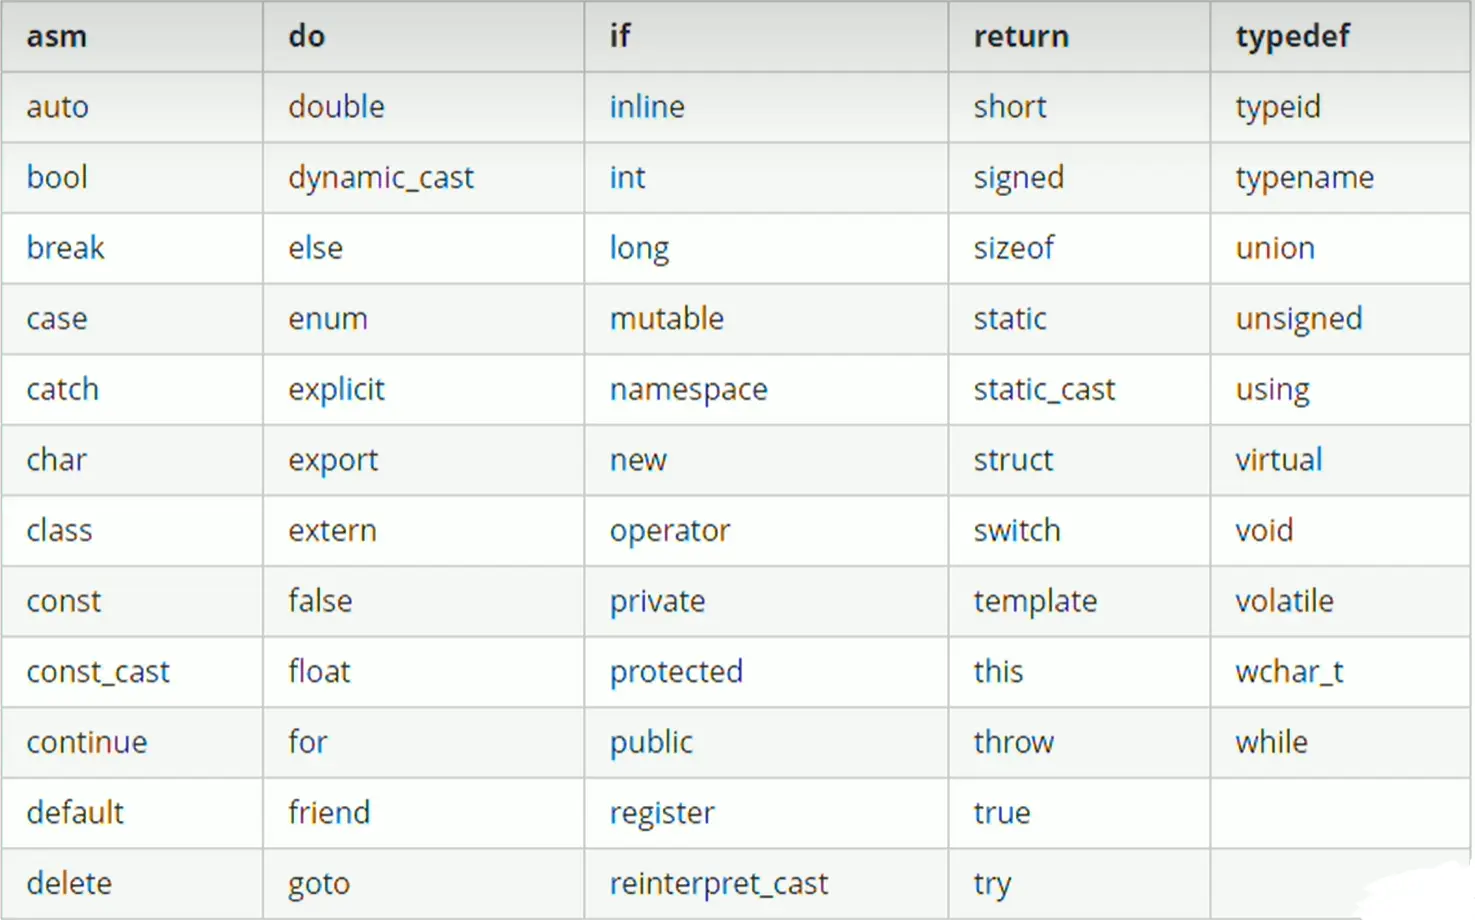 asm do if return typedef
auto double inline short typeid
bool dynamic_cast int signed typename
break else long sizeof union
case enum mutable static unsigned
catch explicit namespace static_cast using
char export new struct virtual
class extern operator switch void
const false private template volatile
const_cast float protected this wchar_t
continue for public throw while
default friend register true
delete goto reinterpret_cast try